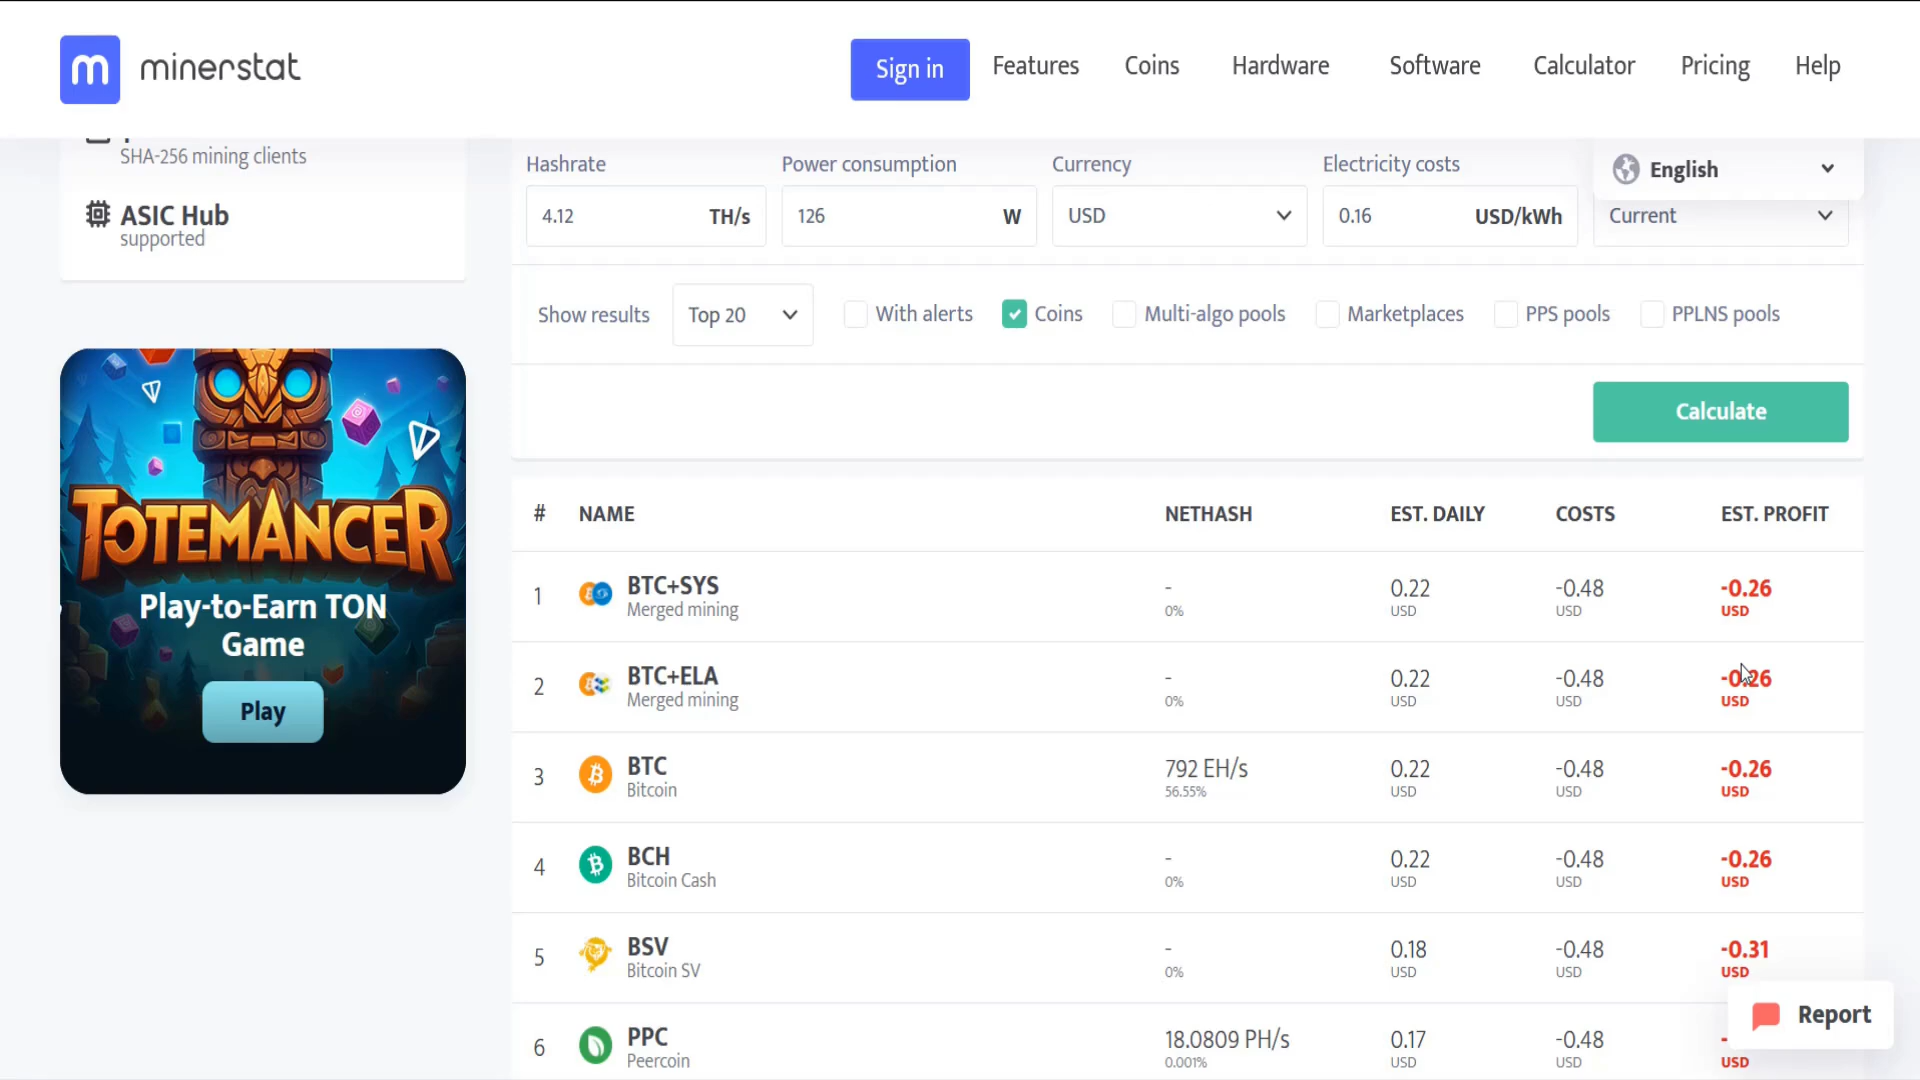 minerstat
Sign in
Features
Coins
Hardware
Software
Calculator
Pricing
Help
SHA-256 mining clients
ASIC Hub
supported
Hashrate
Power consumption
Currency
Electricity costs
English
4.12 TH/s
126 W
USD
0.16 USD/kWh
Current
Show results
Top 20
With alerts
Coins
Multi-algo pools
Marketplaces
PPS pools
PPLNS pools
Calculate
TOTEMANCER
Play-to-Earn TON
Game
Play
# NAME NETHASH EST. DAILY COSTS EST. PROFIT
1 BTC+SYS - 0.22 -0.48 -0.26
Merged mining 0% USD USD USD
2 BTC+ELA - 0.22 -0.48 -0.26
Merged mining 0% USD USD USD
3 BTC 792 EH/s 0.22 -0.48 -0.26
Bitcoin 56.55% USD USD USD
4 BCH - 0.22 -0.48 -0.26
Bitcoin Cash 0% USD USD USD
5 BSV - 0.18 -0.48 -0.31
Bitcoin SV 0% USD USD USD
6 PPC 18.0809 PH/s 0.17 -0.48
Peercoin 0.001% USD USD USD
Report